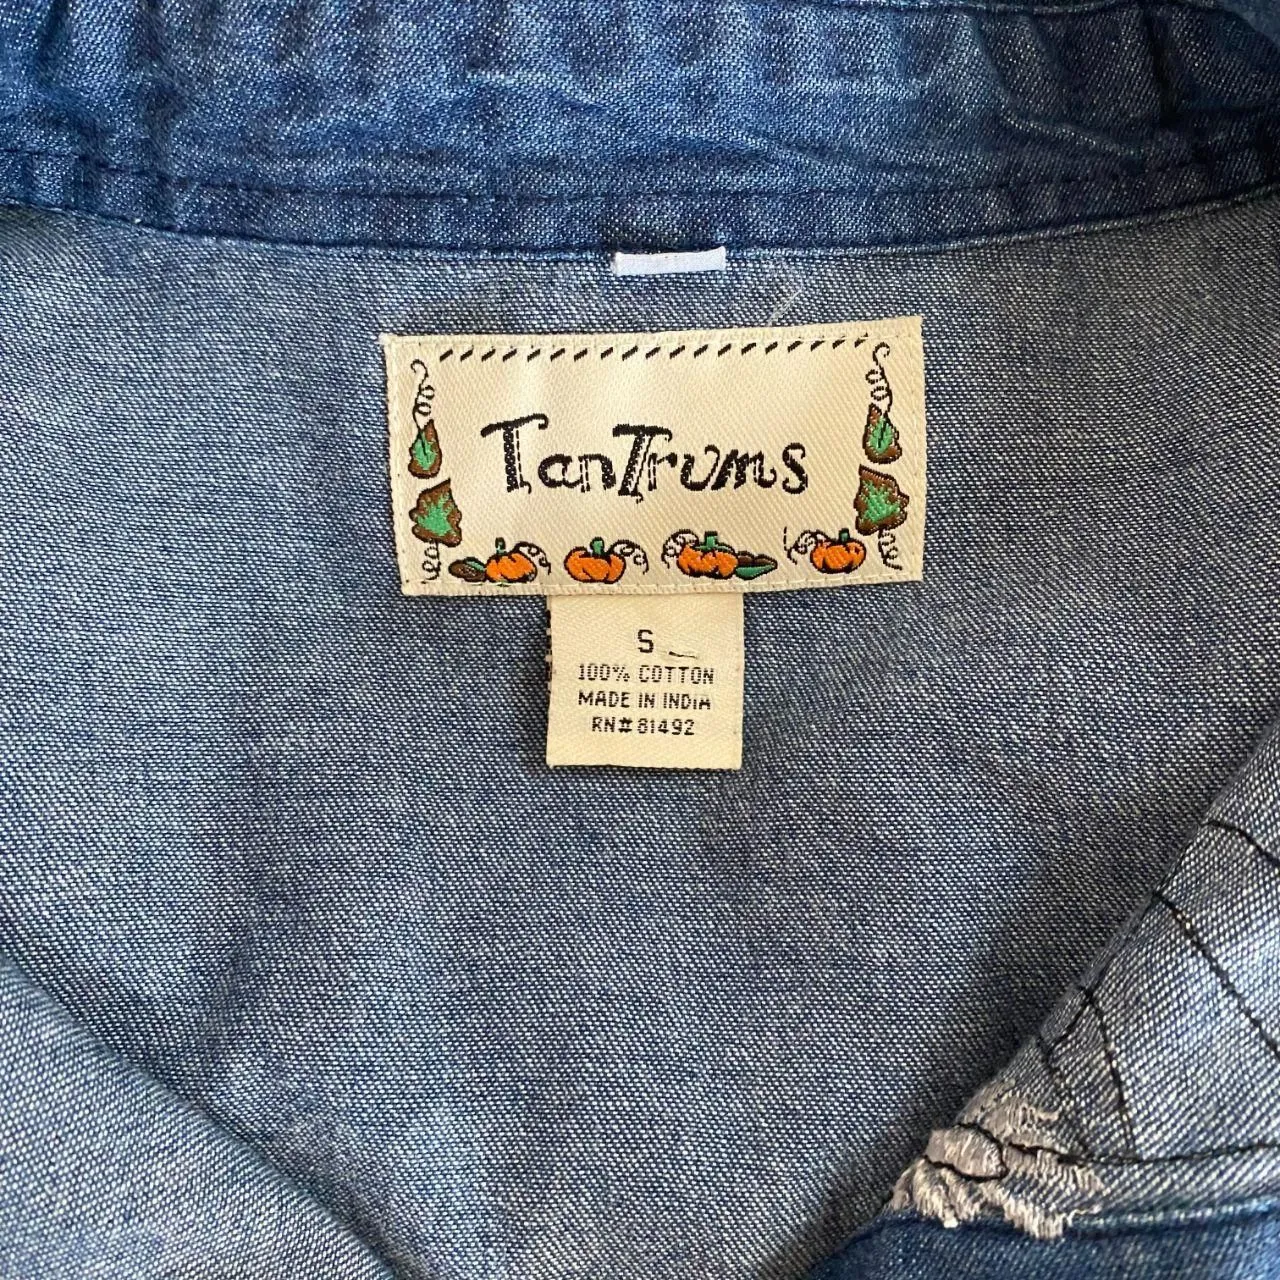 TanTrums
S
100% COTTON
MADE IN INDIA
RN# 81492